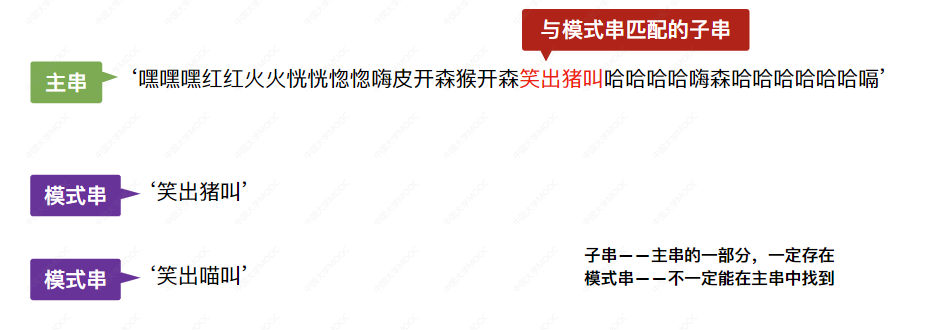 与模式串匹配的子串
主串
‘嘿嘿嘿红红火火恍恍惚惚嗨皮开森猴开森笑出猪叫哈哈哈哈嗨森哈哈哈哈哈哈嗝’
模式串
‘笑出猪叫’
模式串
‘笑出喵叫’
子串——主串的一部分，一定存在
模式串——不一定能在主串中找到